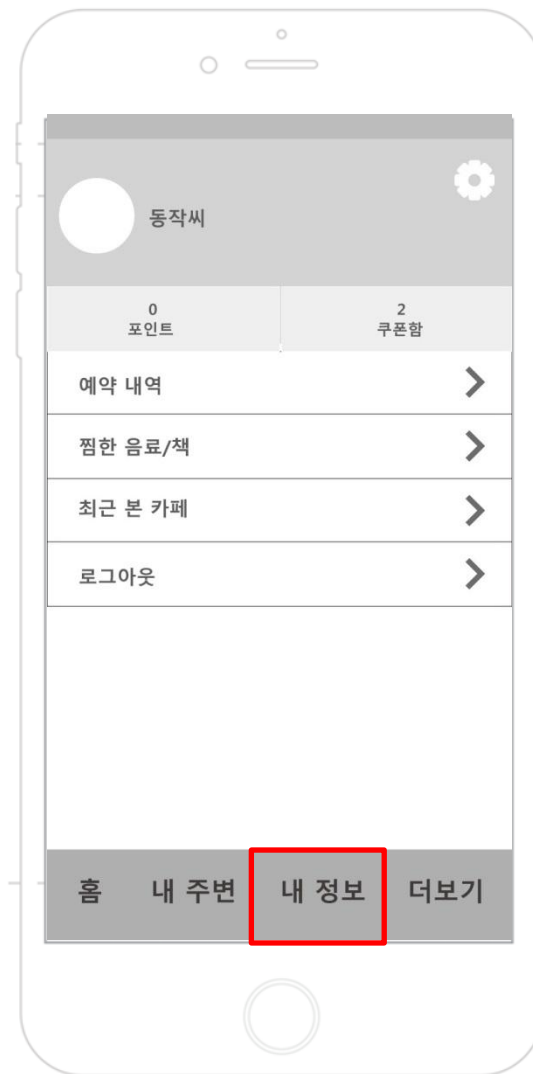 동작씨
0
포인트
2
쿠폰함
예약 내역
찜한 음료/책
최근 본 카페
로그아웃
홈 내 주변 내 정보 더보기